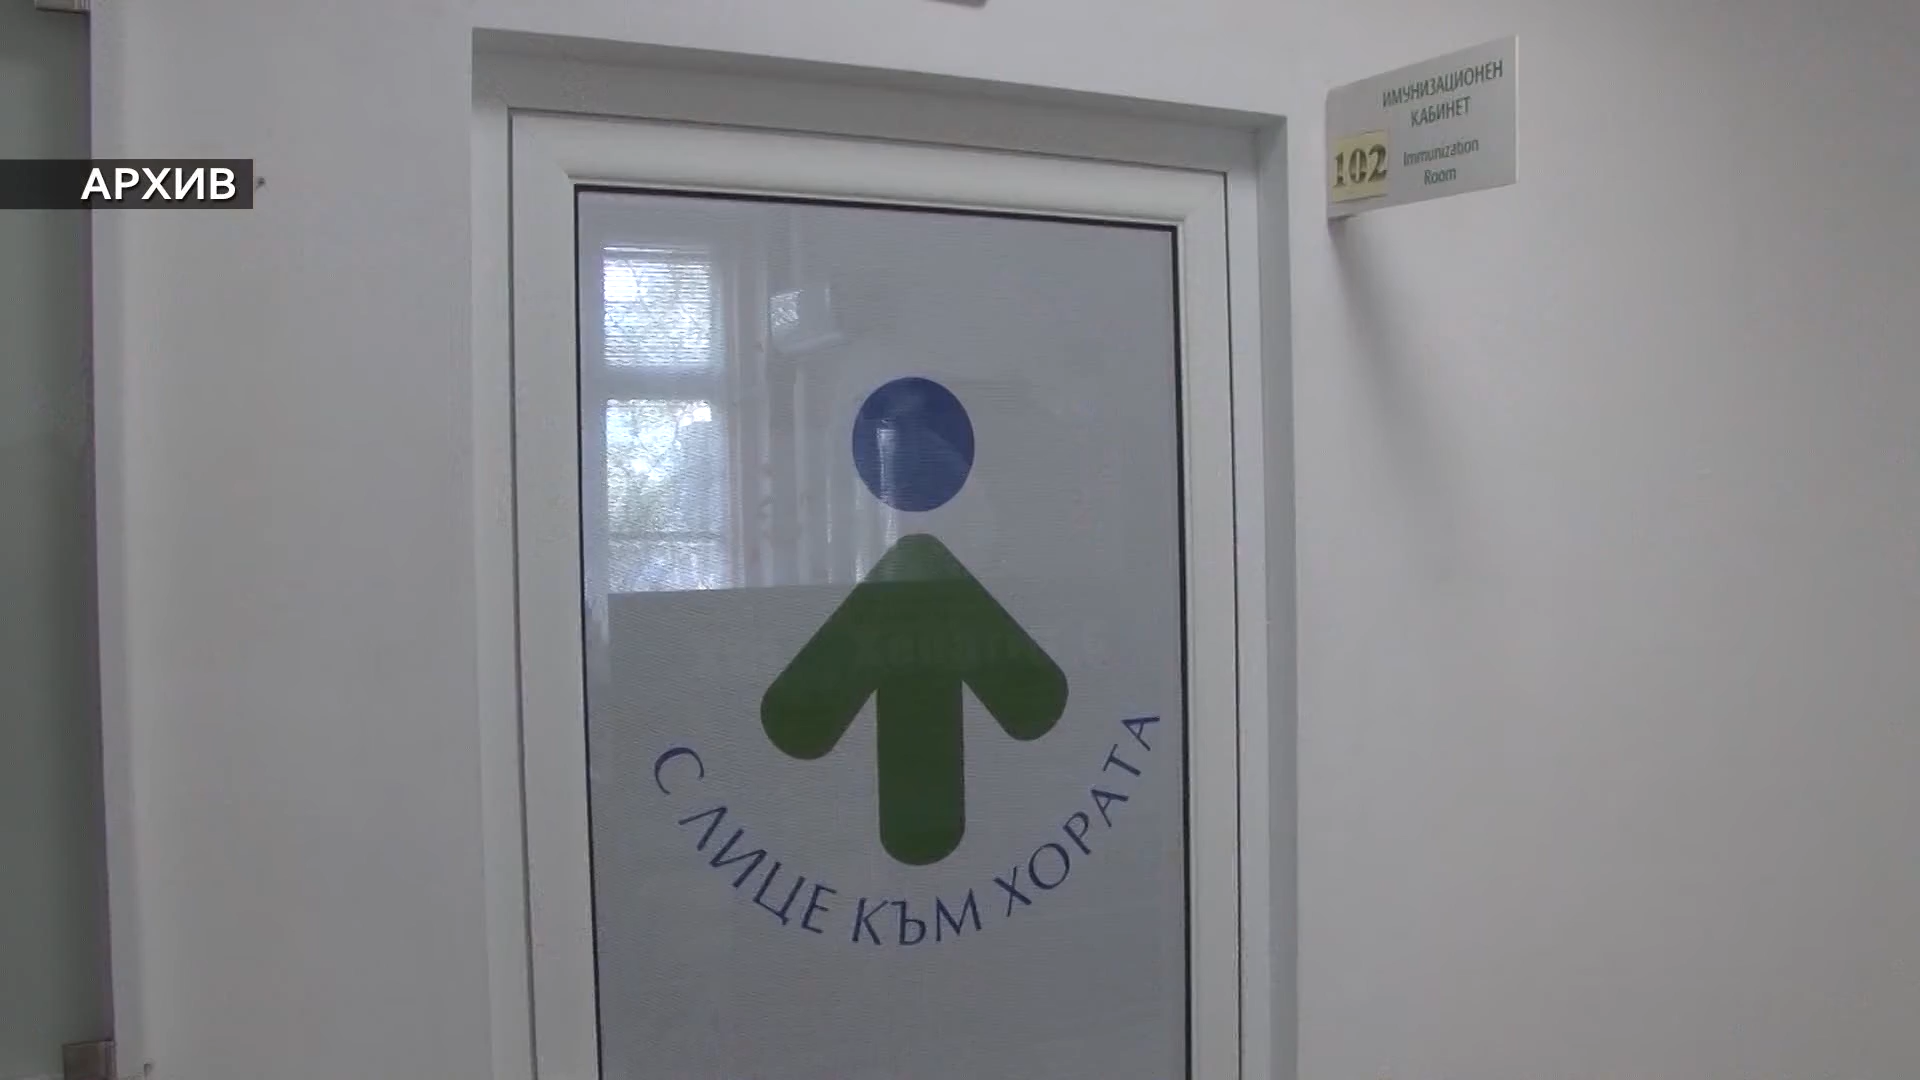 АРХИВ
ИМУНИЗАЦИОНЕН
КАБИНЕТ
102
Immunization
Room
С ЛИЦЕ КЪМ ХОРАТА